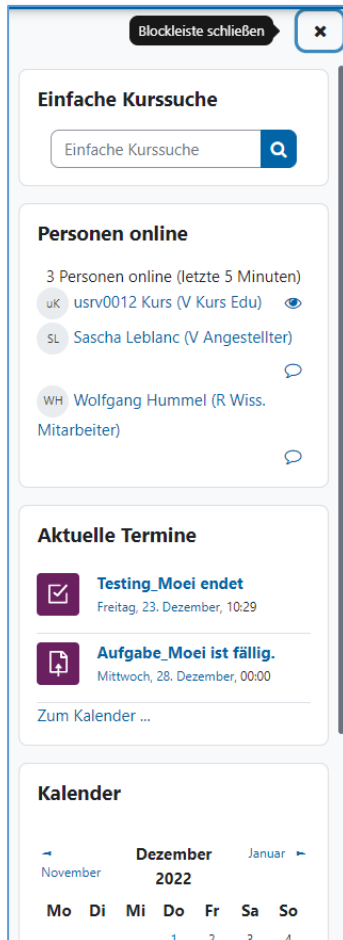 Blockleiste schließen
Einfache Kurssuche
Einfache Kurssuche
Personen online
3 Personen online (letzte 5 Minuten)
uK usrv0012 Kurs (V Kurs Edu)
SL Sascha Leblanc (V Angestellter)
WH Wolfgang Hummel (R Wiss.
Mitarbeiter)
Aktuelle Termine
Testing_Moei endet
Freitag, 23. Dezember, 10:29
Aufgabe_Moei ist fällig.
Mittwoch, 28. Dezember, 00:00
Zum Kalender ...
Kalender
◄ Dezember Januar ►
November 2022
Mo Di Mi Do Fr Sa So
1 2 3 4